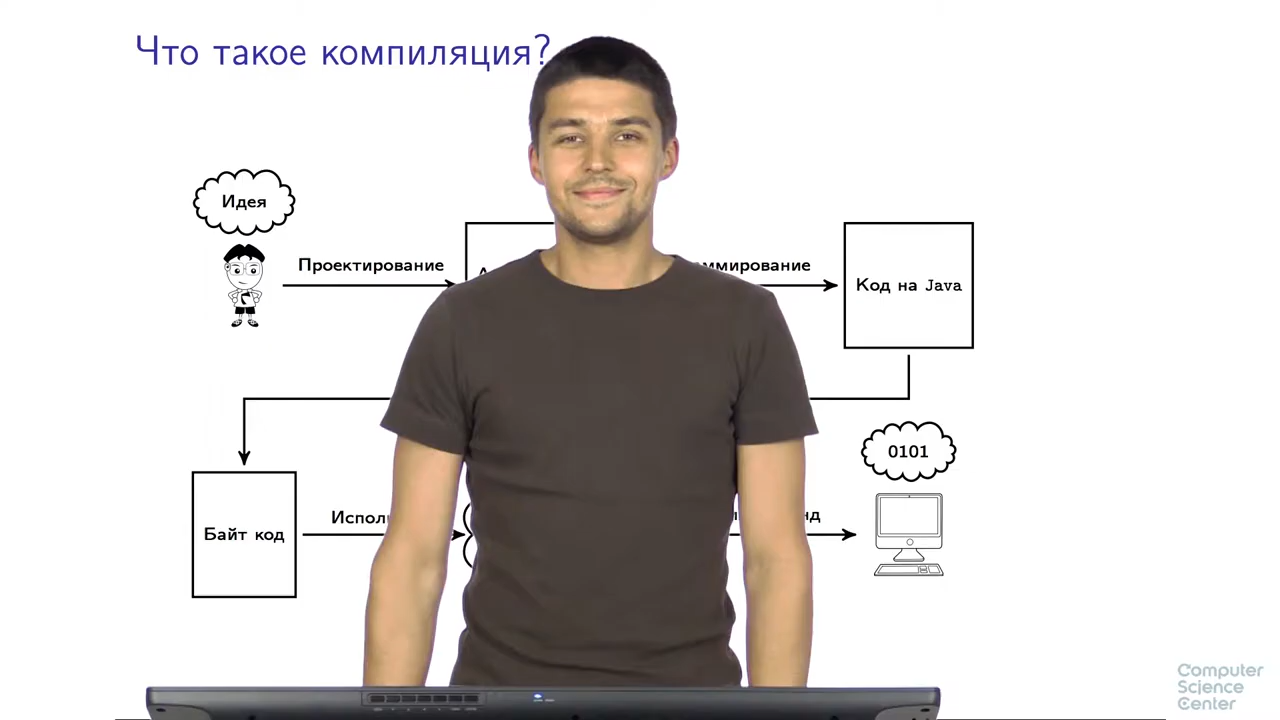 Что такое компиляция?
Идея
Проектирование
Код на Java
Байт код
0101
Computer
Science
Center